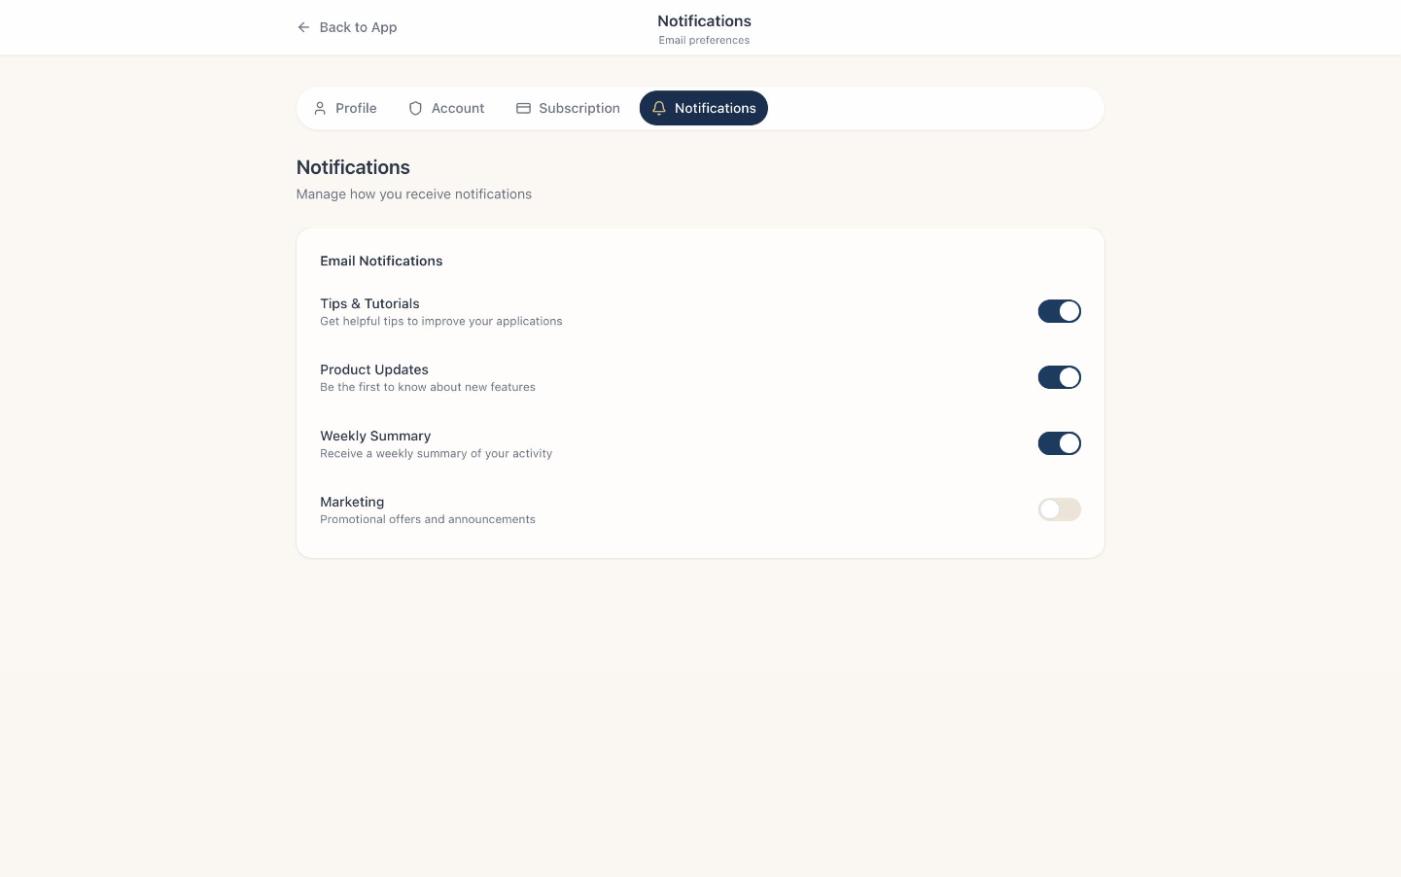 Back to App
Notifications
Email preferences
Profile
Account
Subscription
Notifications
Notifications
Manage how you receive notifications
Email Notifications
Tips & Tutorials
Get helpful tips to improve your applications
Product Updates
Be the first to know about new features
Weekly Summary
Receive a weekly summary of your activity
Marketing
Promotional offers and announcements